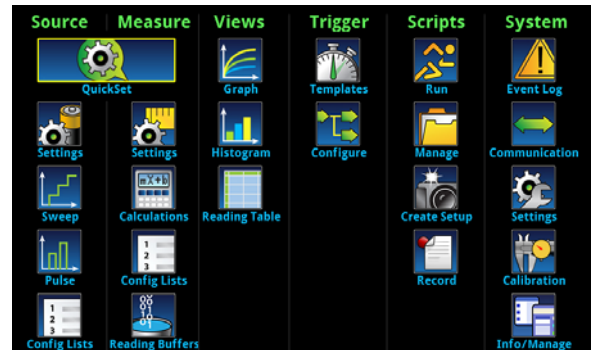 Source Measure Views Trigger Scripts System
QuickSet Graph Templates Run Event Log
Settings Settings Histogram Configure Manage Communication
Sweep Calculations Reading Table Create Setup Settings
Pulse Config Lists Record Calibration
Config Lists Reading Buffers Info/Manage